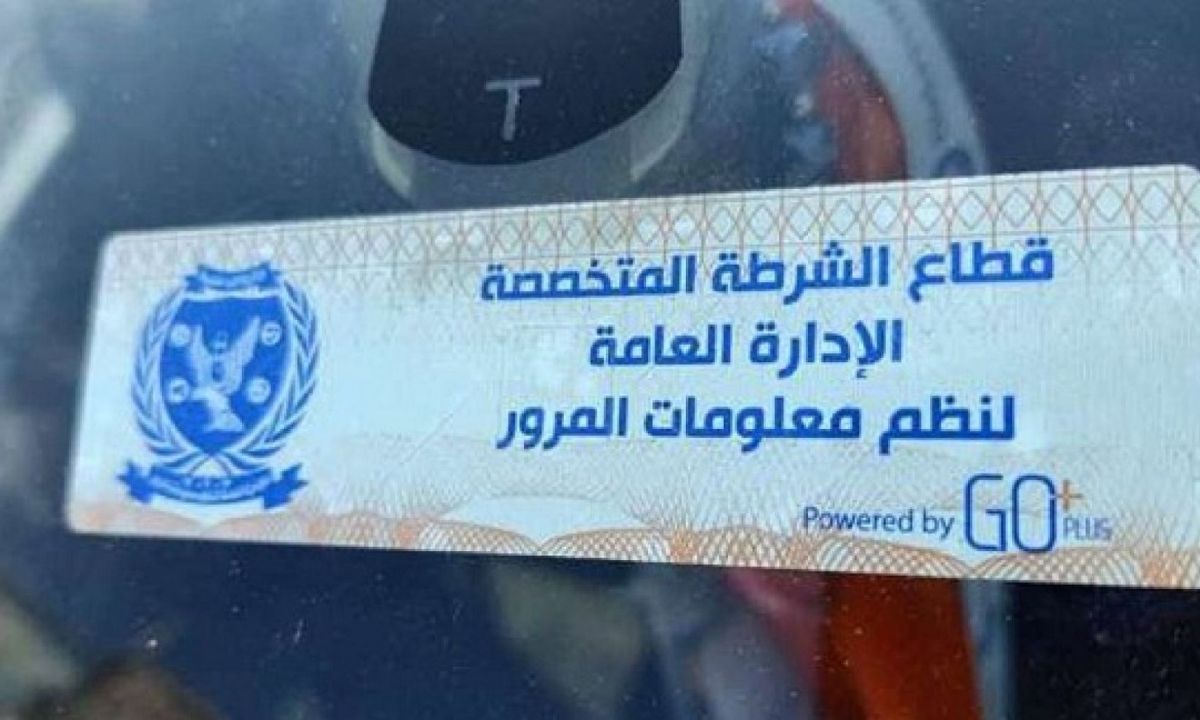 T
قطاع الشرطة المتخصصة
الإدارة العامة
لنظم معلومات المرور
Powered by GO+ PLUS